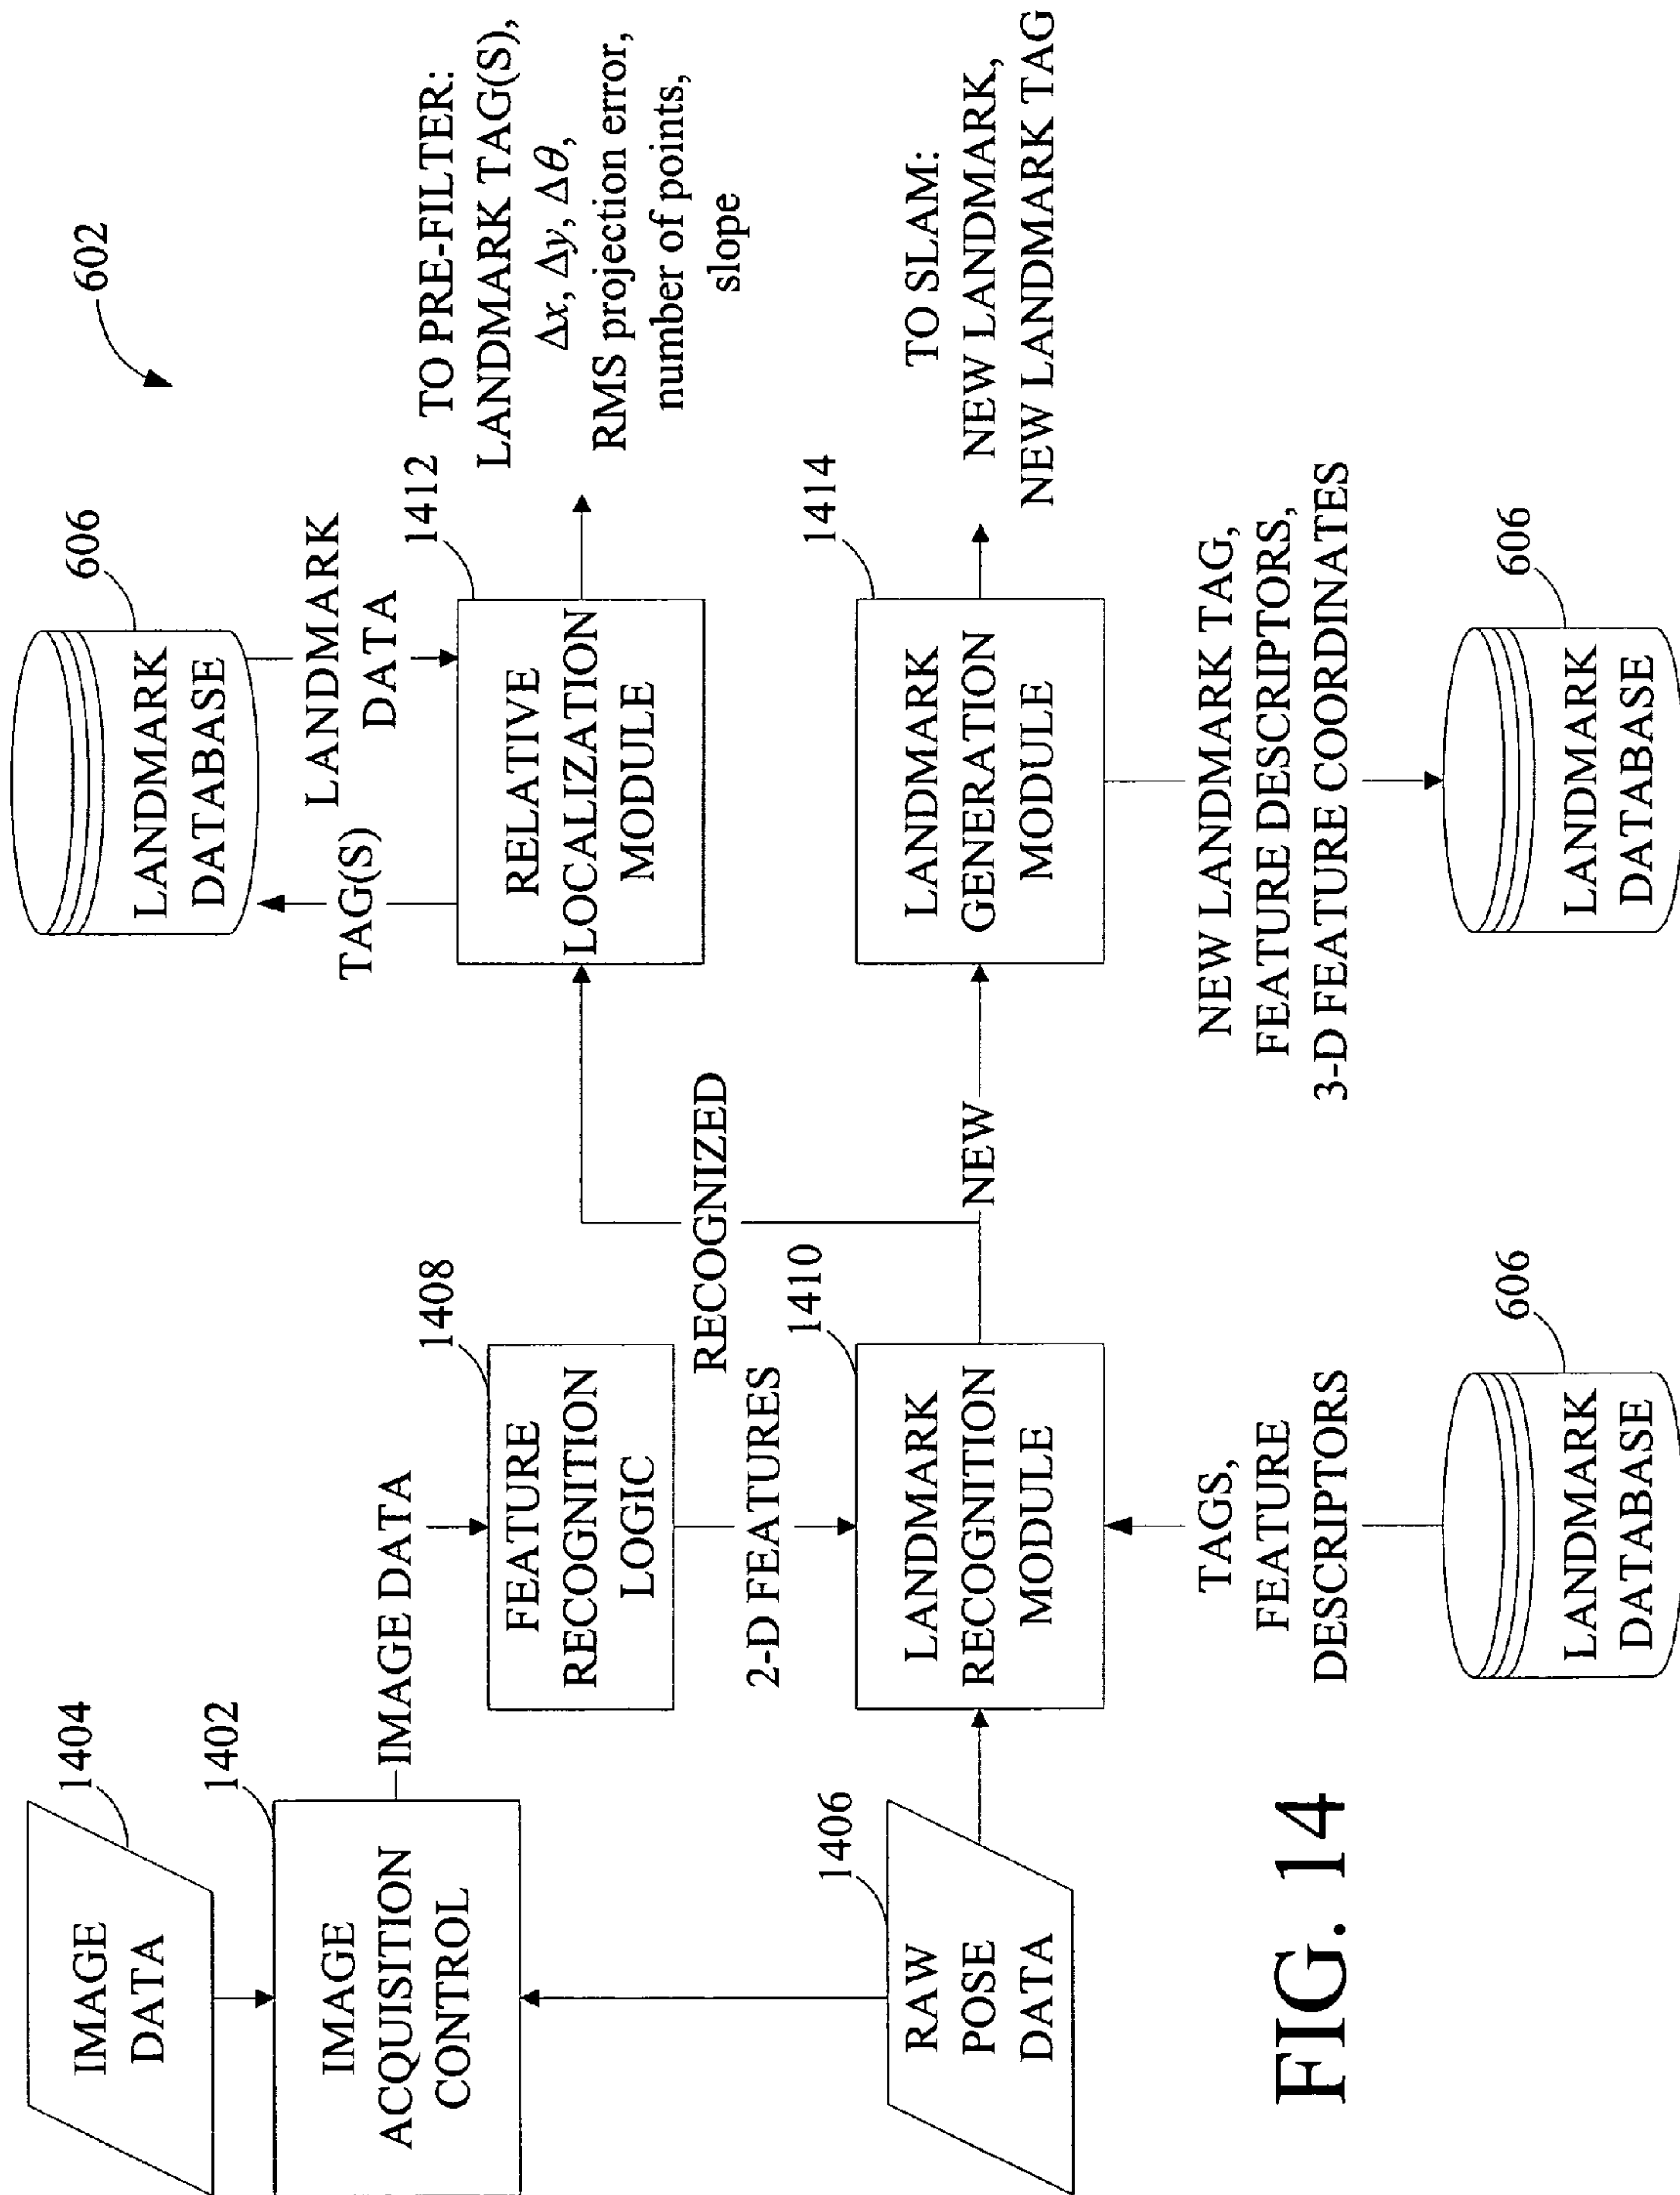 602
IMAGE
DATA
1404
IMAGE
ACQUISITION
CONTROL
1402
IMAGE DATA
RAW
POSE
DATA
1406
FEATURE
RECOGNITION
LOGIC
1408
2-D FEATURES
LANDMARK
RECOGNITION
MODULE
1410
TAGS,
FEATURE
DESCRIPTORS
LANDMARK
DATABASE
606
RECOGNIZED
NEW
LANDMARK
DATABASE
606
TAG(S)
LANDMARK
DATA
RELATIVE
LOCALIZATION
MODULE
1412
TO PRE-FILTER:
LANDMARK TAG(S),
Δx, Δy, Δθ,
RMS projection error,
number of points,
slope
LANDMARK
GENERATION
MODULE
1414
TO SLAM:
NEW LANDMARK,
NEW LANDMARK TAG
NEW LANDMARK TAG,
FEATURE DESCRIPTORS,
3-D FEATURE COORDINATES
LANDMARK
DATABASE
606
FIG. 14